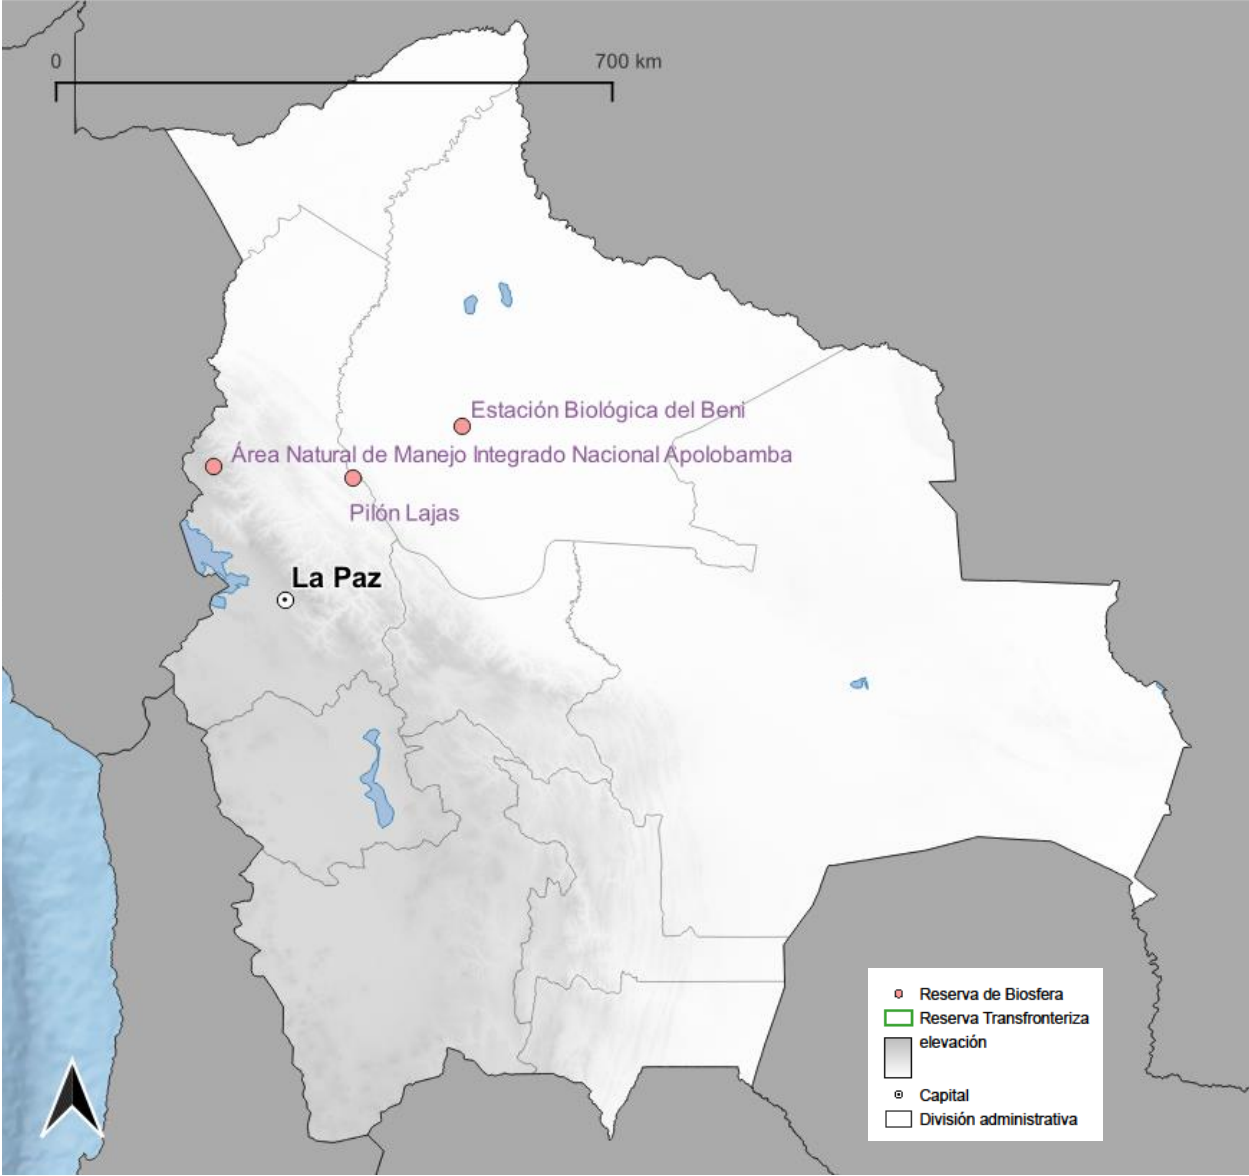 0
700 km
Estación Biológica del Beni
Área Natural de Manejo Integrado Nacional Apolobamba
Pilón Lajas
La Paz
Reserva de Biosfera
Reserva Transfronteriza
elevación
Capital
División administrativa